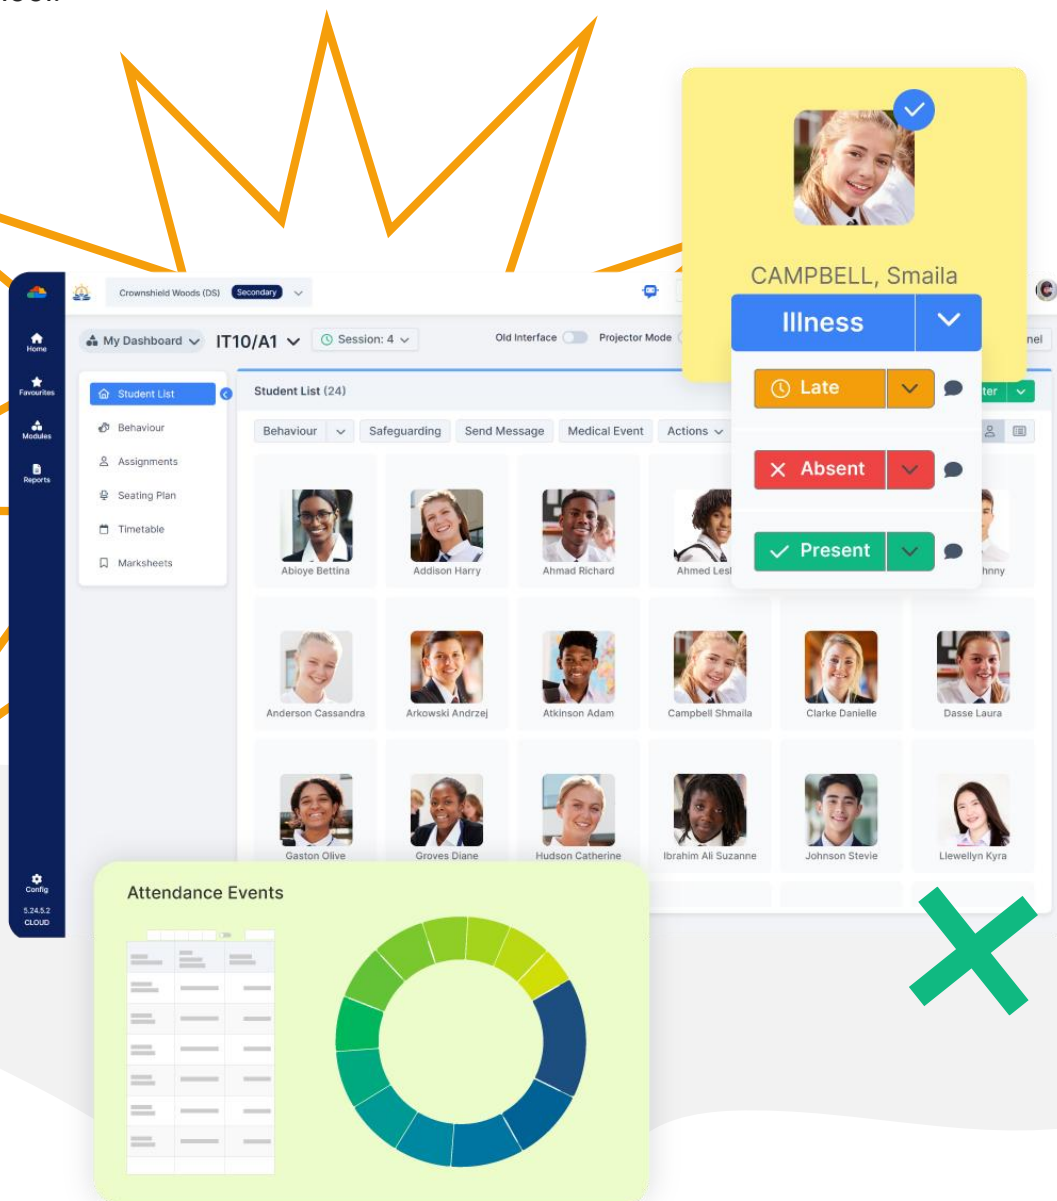 CAMPBELL, Smaila
Illness
Late
Absent
Present
Crownshield Woods (DS) Secondary
Home
Favourites
Modules
Reports
Config
5.24.5.2
CLOUD
My Dashboard IT10/A1 Session: 4 Old Interface Projector Mode
Student List
Behaviour
Assignments
Seating Plan
Timetable
Marksheets
Student List (24)
Behaviour Safeguarding Send Message Medical Event Actions
Abioye Bettina Addison Harry Ahmad Richard Ahmed Lesl
Anderson Cassandra Arkowski Andrzej Atkinson Adam Campbell Shmaila Clarke Danielle Dasse Laura
Gaston Olive Groves Diane Hudson Catherine Ibrahim Ali Suzanne Johnson Stevie Llewellyn Kyra
Attendance Events